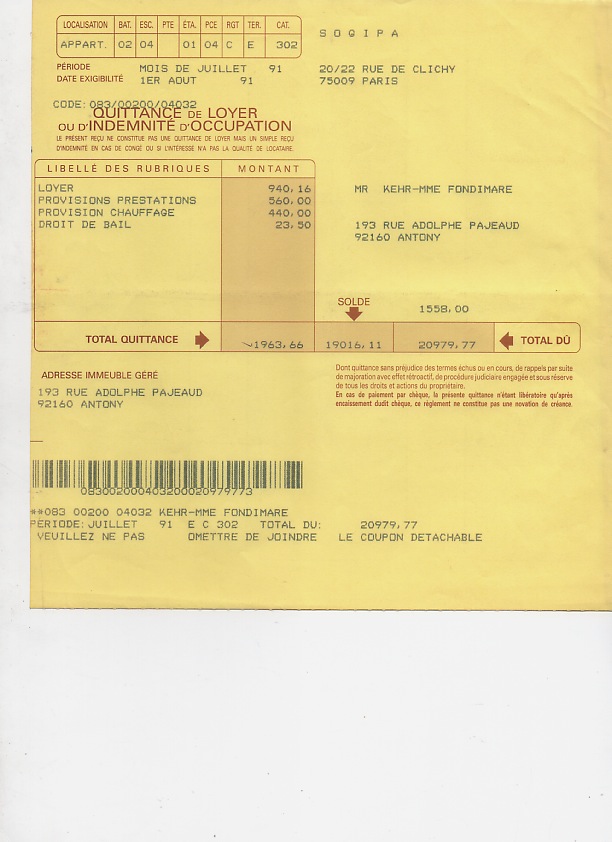 LOCALISATION BAT. ESC. PTE ÉTA. PCE RGT TER. CAT.
APPART. 02 04 01 04 C E 302
SOQIPA
PÉRIODE MOIS DE JUILLET 91
DATE EXIGIBILITÉ 1ER AOUT 91
20/22 RUE DE CLICHY
75009 PARIS
CODE: 083/00200/04032
QUITTANCE DE LOYER
OU D'INDEMNITÉ D'OCCUPATION
LE PRÉSENT REÇU NE CONSTITUE PAS UNE QUITTANCE DE LOYER MAIS UN SIMPLE REÇU
D'INDEMNITÉ EN CAS DE CONGÉ OU SI L'INTÉRESSÉ N'A PAS LA QUALITÉ DE LOCATAIRE.
LIBELLÉ DES RUBRIQUES MONTANT
LOYER 940,16
PROVISIONS PRESTATIONS 560,00
PROVISION CHAUFFAGE 440,00
DROIT DE BAIL 23,50
MR KEHR-MME FONDIMARE
193 RUE ADOLPHE PAJEAUD
92160 ANTONY
SOLDE
1558,00
TOTAL QUITTANCE 1963,66 19016,11 20979,77 TOTAL DÛ
ADRESSE IMMEUBLE GÉRÉ
193 RUE ADOLPHE PAJEAUD
92160 ANTONY
Dont quittance sans préjudice des termes échus ou en cours, de rappels par suite
de majoration avec effet rétroactif, de procédure judiciaire engagée et sous réserve
de tous les droits et actions du propriétaire.
En cas de paiement par chèque, la présente quittance n'étant libératoire qu'après
encaissement dudit chèque, ce règlement ne constitue pas une novation de créance.
083002000403200020979773
**083 00200 04032 KEHR-MME FONDIMARE
PERIODE: JUILLET 91 E C 302 TOTAL DU: 20979,77
VEUILLEZ NE PAS OMETTRE DE JOINDRE LE COUPON DETACHABLE